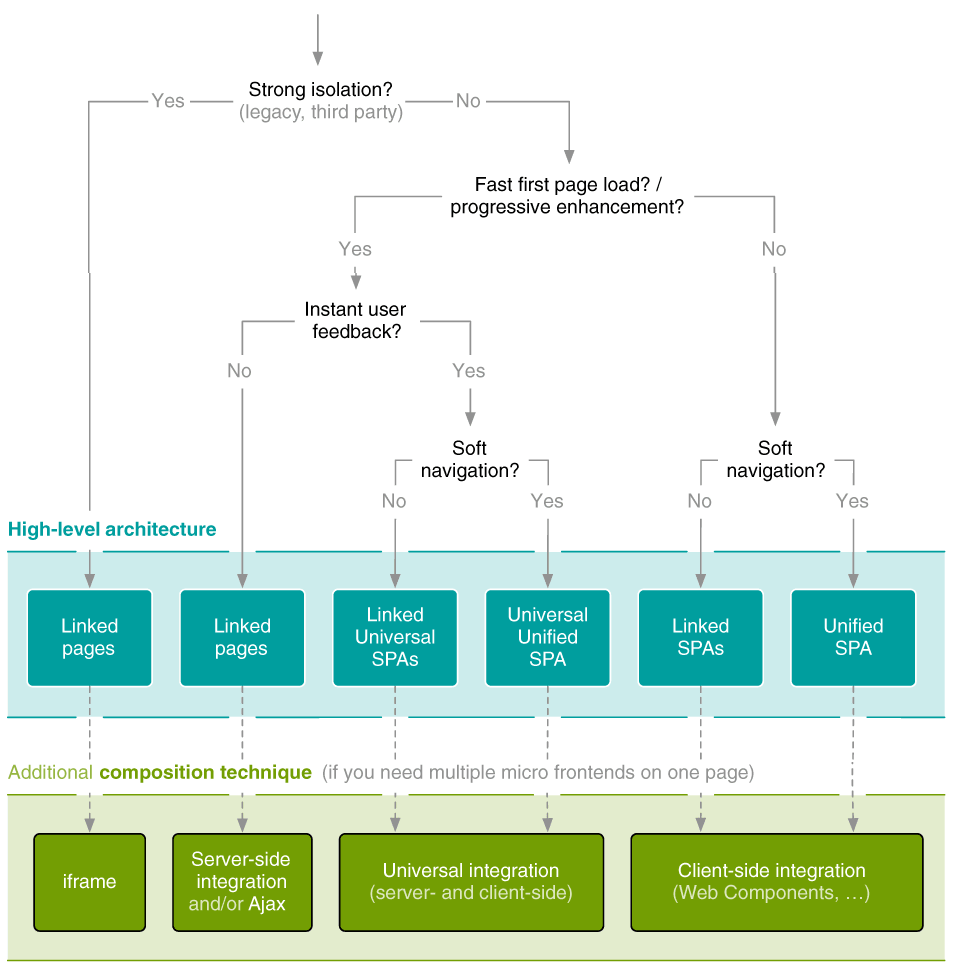 Strong isolation?
(legacy, third party)
Yes
No
Fast first page load? /
progressive enhancement?
Yes
No
Instant user
feedback?
No
Yes
Soft
navigation?
Soft
navigation?
No
Yes
No
Yes
High-level architecture
Linked
pages
Linked
pages
Linked
Universal
SPAs
Universal
Unified
SPA
Linked
SPAs
Unified
SPA
Additional composition technique (if you need multiple micro frontends on one page)
iframe
Server-side
integration
and/or Ajax
Universal integration
(server- and client-side)
Client-side integration
(Web Components, …)